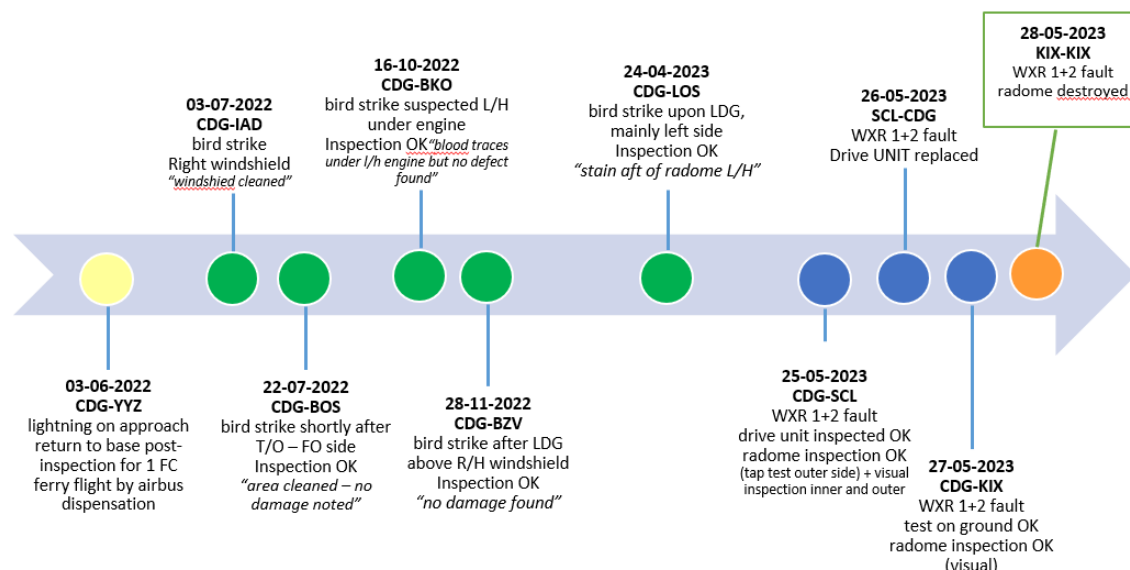 03-06-2022
CDG-YYZ
lightning on approach
return to base post-
inspection for 1 FC
ferry flight by airbus
dispensation
03-07-2022
CDG-IAD
bird strike
Right windshield
"windshied cleaned"
22-07-2022
CDG-BOS
bird strike shortly after
T/O – FO side
Inspection OK
"area cleaned – no
damage noted"
16-10-2022
CDG-BKO
bird strike suspected L/H
under engine
Inspection OK"blood traces
under l/h engine but no defect
found"
28-11-2022
CDG-BZV
bird strike after LDG
above R/H windshield
Inspection OK
"no damage found"
24-04-2023
CDG-LOS
bird strike upon LDG,
mainly left side
Inspection OK
"stain aft of radome L/H"
25-05-2023
CDG-SCL
WXR 1+2 fault
drive unit inspected OK
radome inspection OK
(tap test outer side) + visual
inspection inner and outer
26-05-2023
SCL-CDG
WXR 1+2 fault
Drive UNIT replaced
27-05-2023
CDG-KIX
WXR 1+2 fault
test on ground OK
radome inspection OK
(visual)
28-05-2023
KIX-KIX
WXR 1+2 fault
radome destroyed